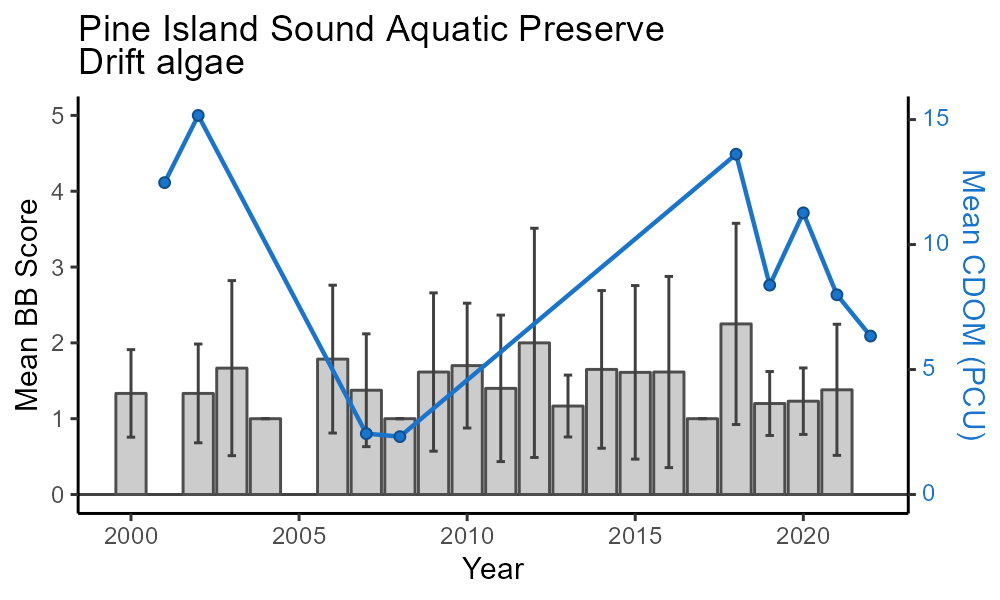 Pine Island Sound Aquatic Preserve
Drift algae
Mean BB Score
5
4
3
2
1
0
15
10
5
0
Mean CDOM (PCU)
2000 2005 2010 2015 2020
Year